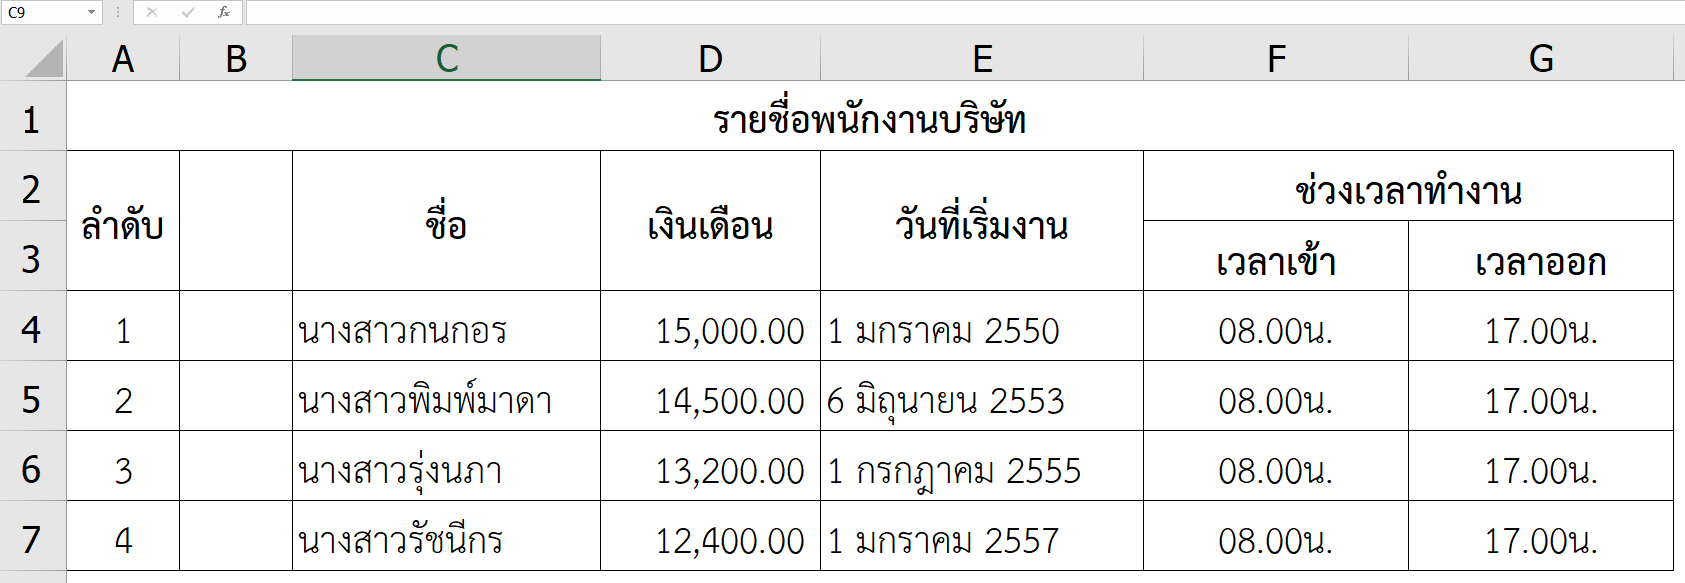 C9 fx
A B C D E F G
1 รายชื่อพนักงานบริษัท
2 ลำดับ ชื่อ เงินเดือน วันที่เริ่มงาน ช่วงเวลาทำงาน
3 เวลาเข้า เวลาออก
4 1 นางสาวกนกอร 15,000.00 1 มกราคม 2550 08.00น. 17.00น.
5 2 นางสาวพิมพ์มาดา 14,500.00 6 มิถุนายน 2553 08.00น. 17.00น.
6 3 นางสาวรุ่งนภา 13,200.00 1 กรกฎาคม 2555 08.00น. 17.00น.
7 4 นางสาวรัชนีกร 12,400.00 1 มกราคม 2557 08.00น. 17.00น.